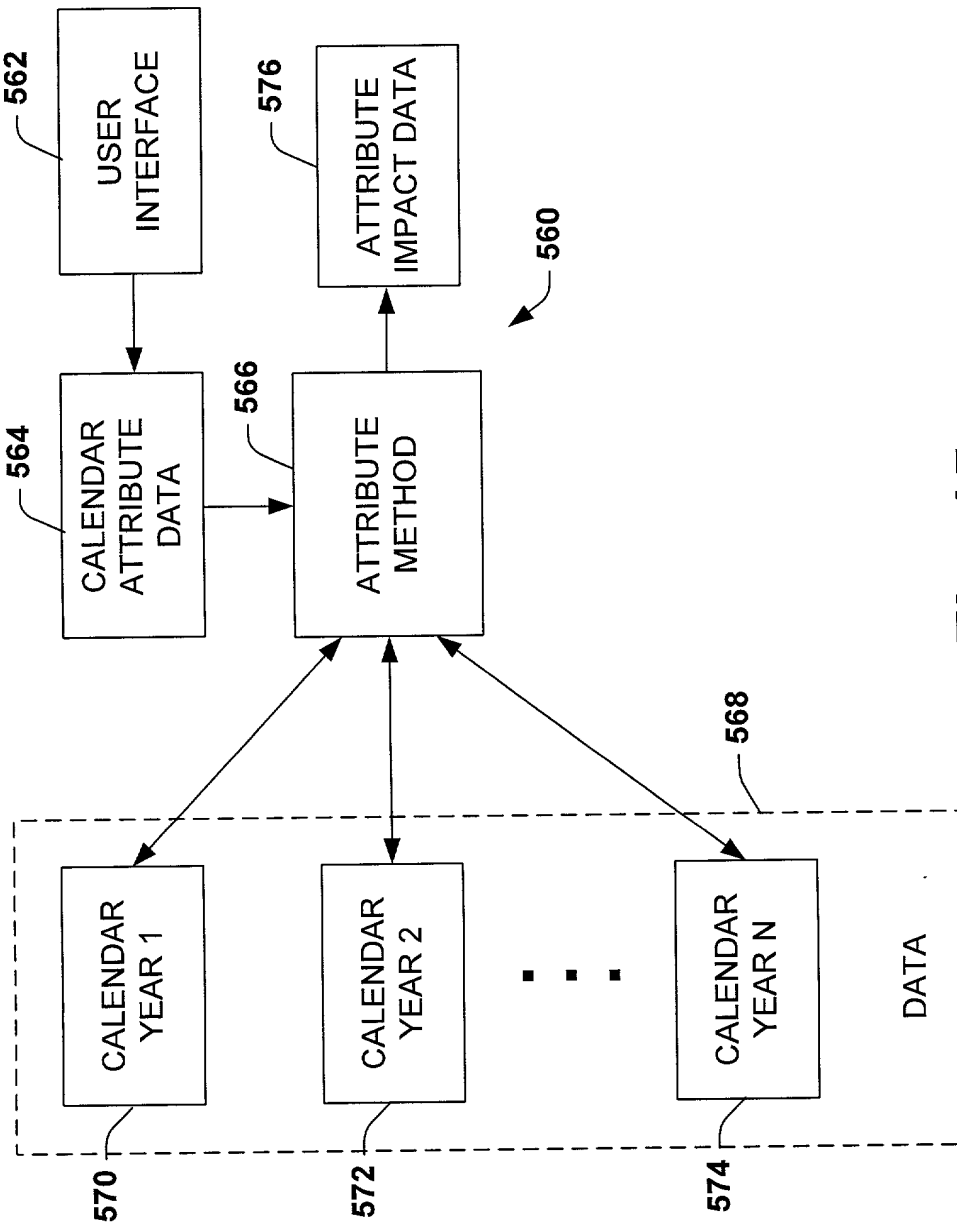 574
572
570
DATA
CALENDAR
YEAR N
CALENDAR
YEAR 2
CALENDAR
YEAR 1
568
ATTRIBUTE
METHOD
566
CALENDAR
ATTRIBUTE
DATA
564
560
ATTRIBUTE
IMPACT DATA
576
USER
INTERFACE
562